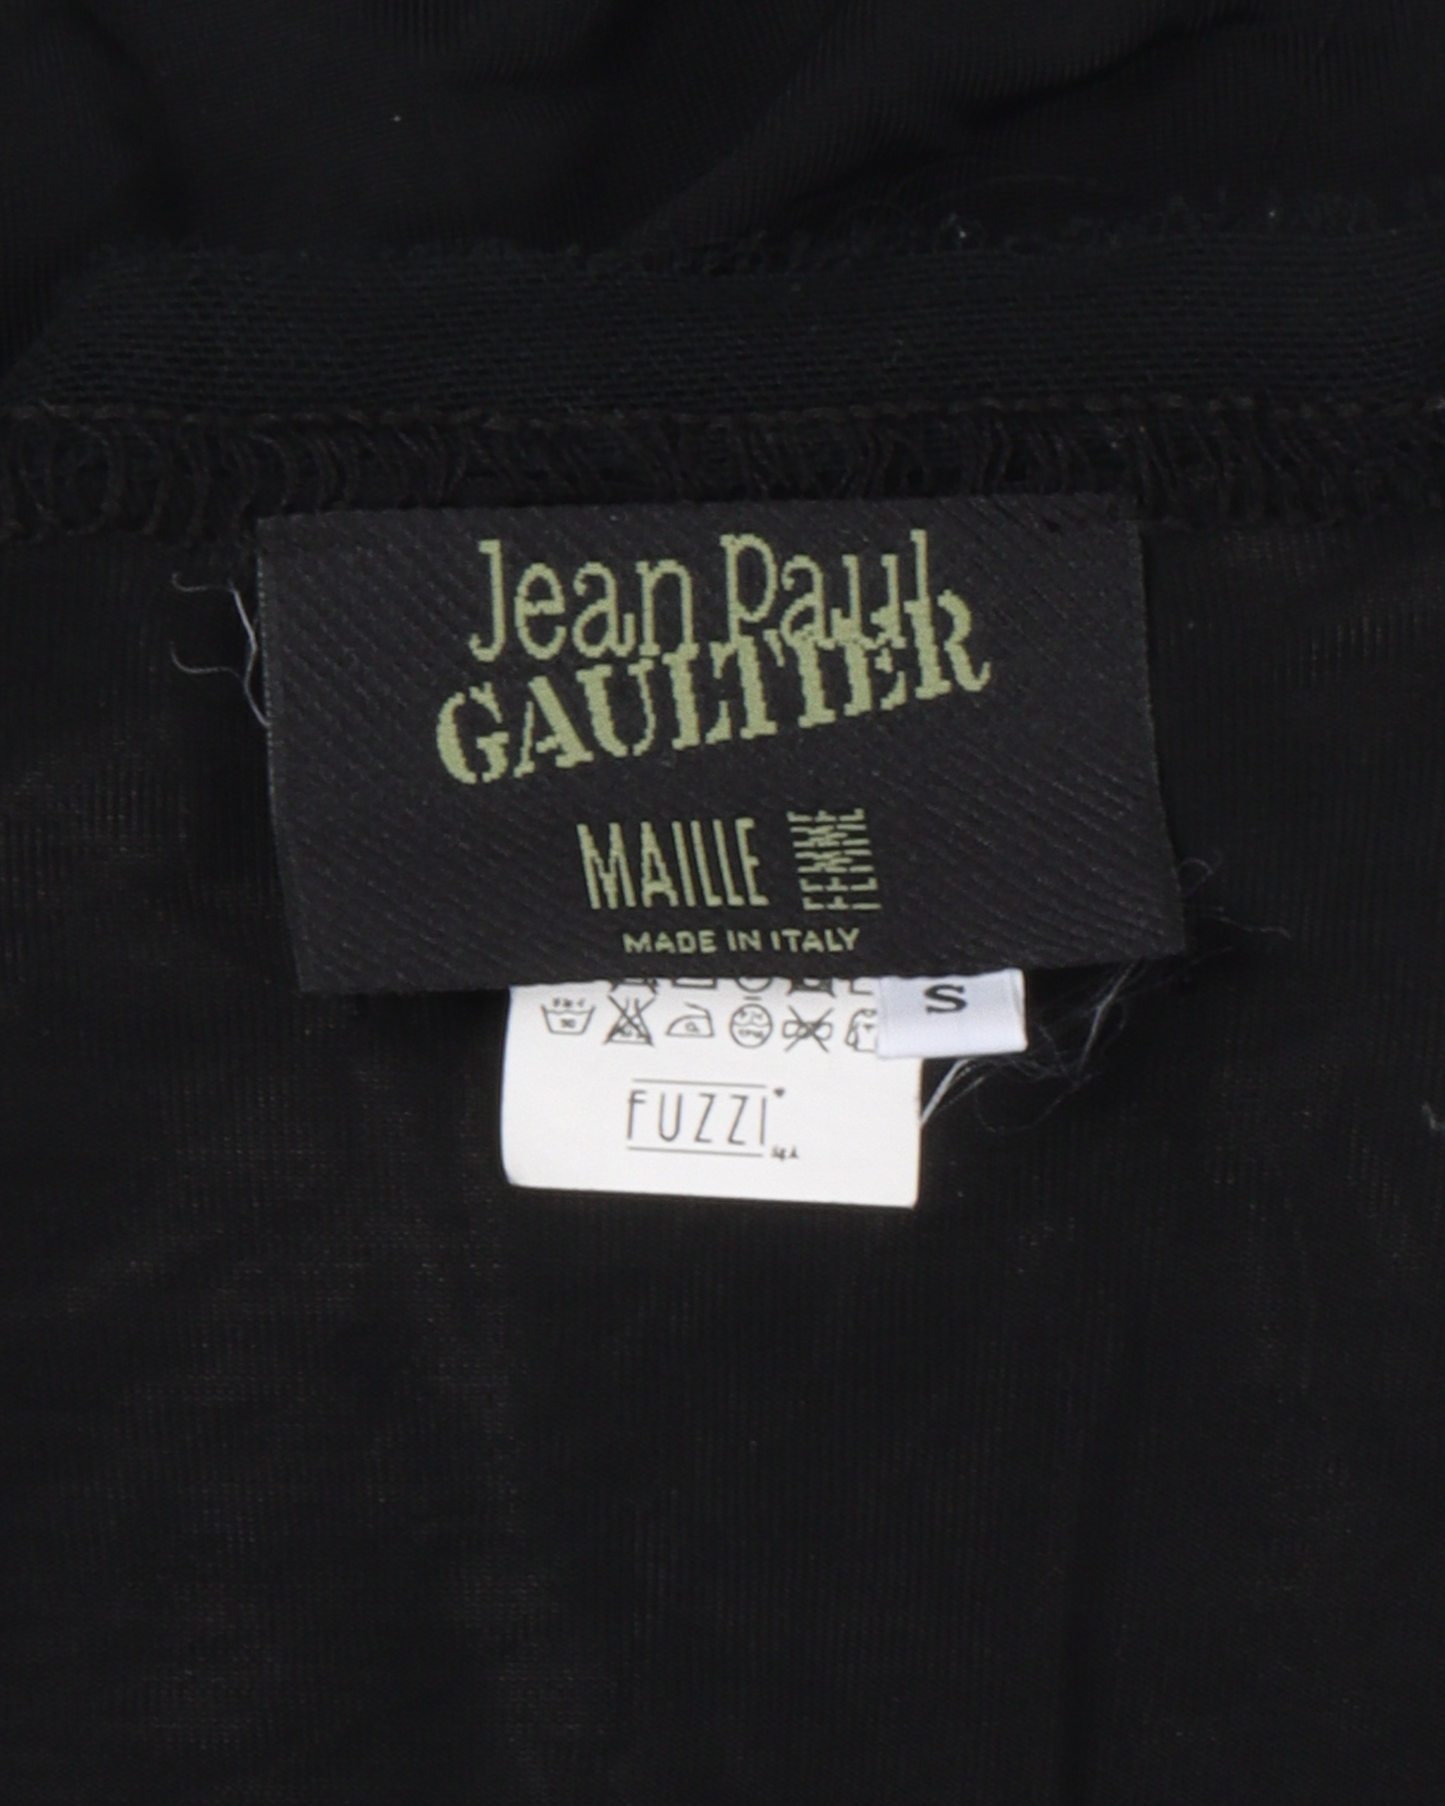 Jean Paul
GAULTIER
MAILLE FEMME
MADE IN ITALY
S
FUZZI